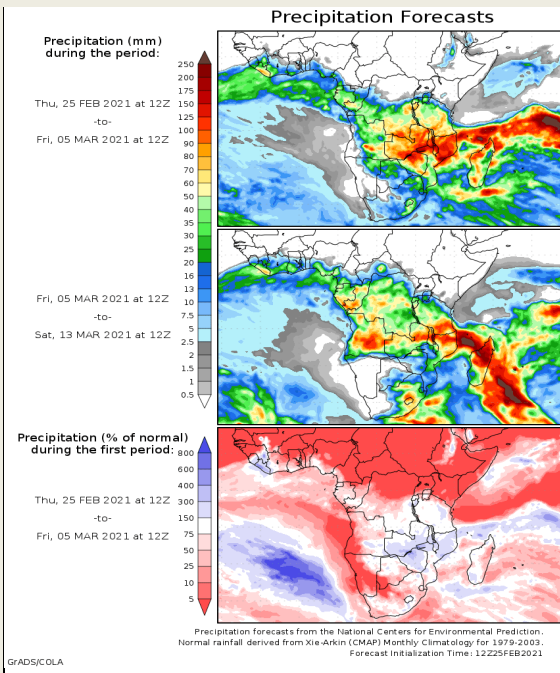 Precipitation Forecasts
Precipitation (mm)
during the period:
Thu, 25 FEB 2021 at 12Z
-to-
Fri, 05 MAR 2021 at 12Z
250
200
175
150
125
100
90
80
70
60
50
40
35
30
25
20
16
13
10
7.5
5
2.5
2
1.5
1
0.5
Fri, 05 MAR 2021 at 12Z
-to-
Sat, 13 MAR 2021 at 12Z
Precipitation (% of normal)
during the first period:
Thu, 25 FEB 2021 at 12Z
-to-
Fri, 05 MAR 2021 at 12Z
800
600
400
300
150
75
50
25
10
5
Precipitation forecasts from the National Centers for Environmental Prediction.
Normal rainfall derived from Xie-Arkin (CMAP) Monthly Climatology for 1979-2003.
Forecast Initialization Time: 12Z25FEB2021
GrADS/COLA